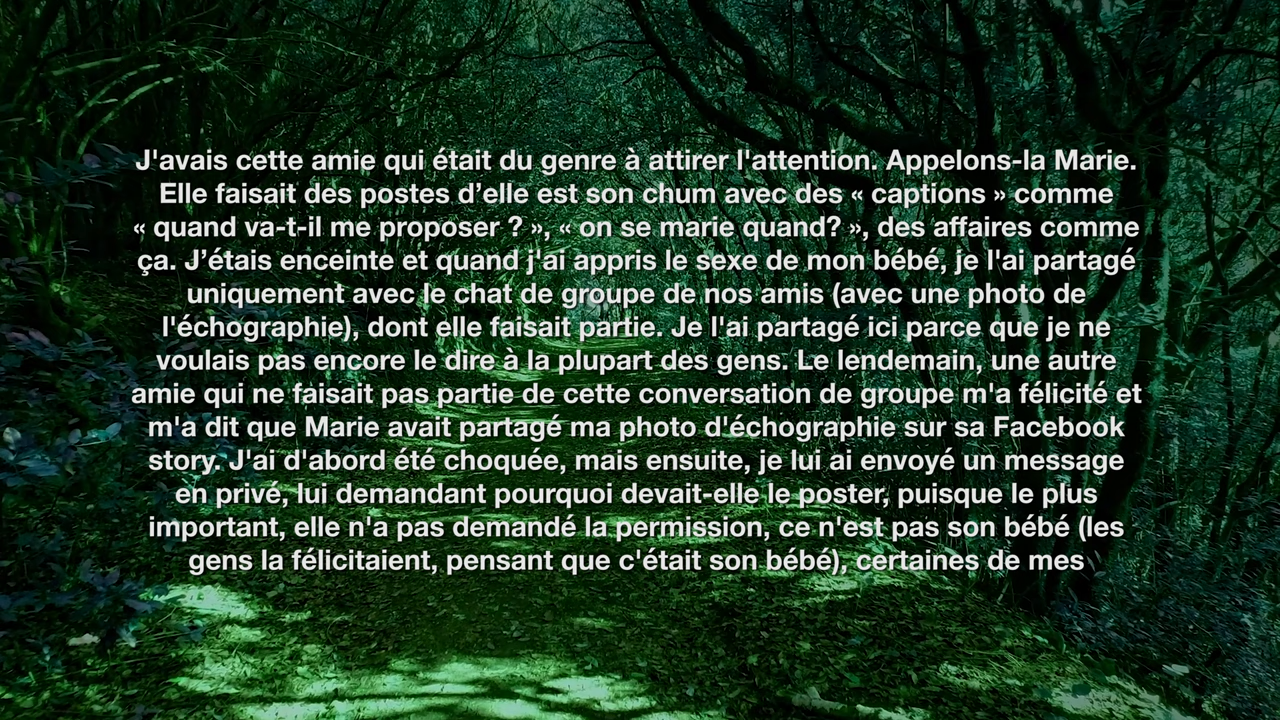 J'avais cette amie qui était du genre à attirer l'attention. Appelons-la Marie.
Elle faisait des postes d’elle est son chum avec des « captions » comme
« quand va-t-il me proposer ? », « on se marie quand? », des affaires comme
ça. J’étais enceinte et quand j'ai appris le sexe de mon bébé, je l'ai partagé
uniquement avec le chat de groupe de nos amis (avec une photo de
l'échographie), dont elle faisait partie. Je l'ai partagé ici parce que je ne
voulais pas encore le dire à la plupart des gens. Le lendemain, une autre
amie qui ne faisait pas partie de cette conversation de groupe m'a félicité et
m'a dit que Marie avait partagé ma photo d'échographie sur sa Facebook
story. J'ai d'abord été choquée, mais ensuite, je lui ai envoyé un message
en privé, lui demandant pourquoi devait-elle le poster, puisque le plus
important, elle n'a pas demandé la permission, ce n'est pas son bébé (les
gens la félicitaient, pensant que c'était son bébé), certaines de mes